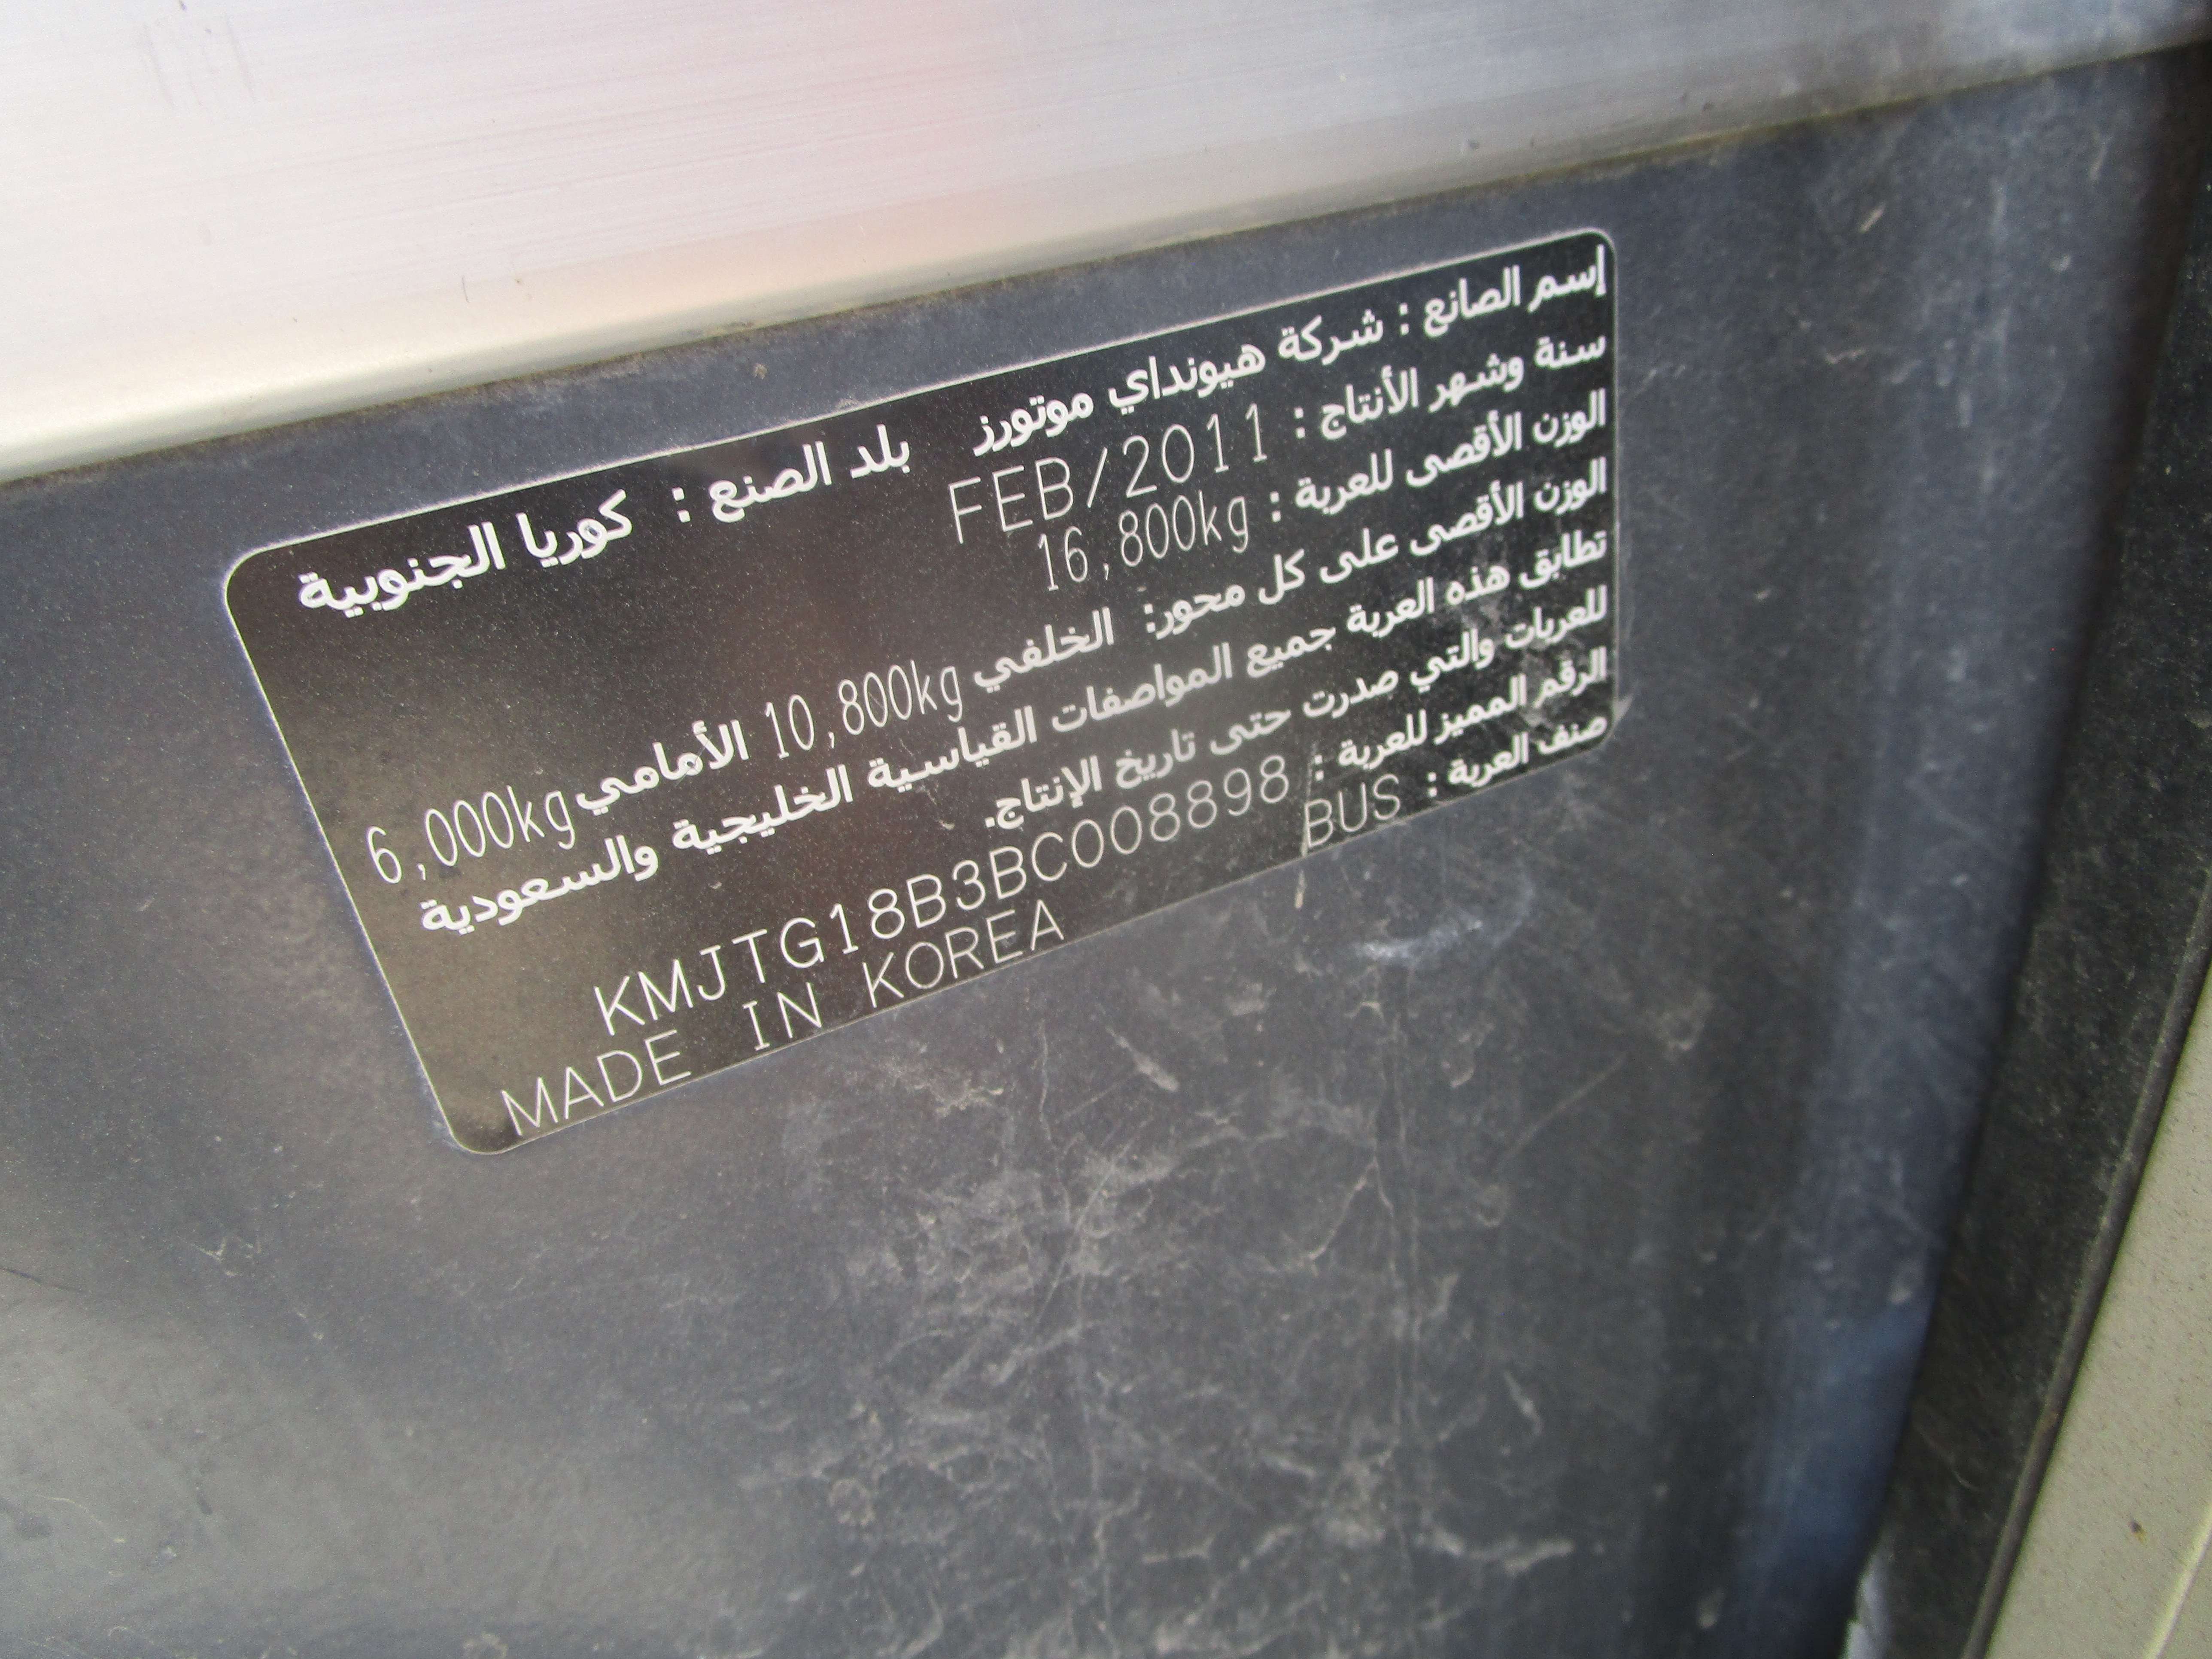 إسم الصانع : شركة هيونداي موتورز بلد الصنع : كوريا الجنوبية
سنة وشهر الأنتاج : FEB/2011
الوزن الأقصى للعربة : 16,800kg
الوزن الأقصى على كل محور: الخلفي 10,800kg الأمامي 6,000kg
تطابق هذه العربة جميع المواصفات القياسية الخليجية والسعودية
للعربات والتي صدرت حتى تاريخ الإنتاج.
الرقم المميز للعربة : KMJTG18B3BC008898
صنف العربة : BUS
MADE IN KOREA